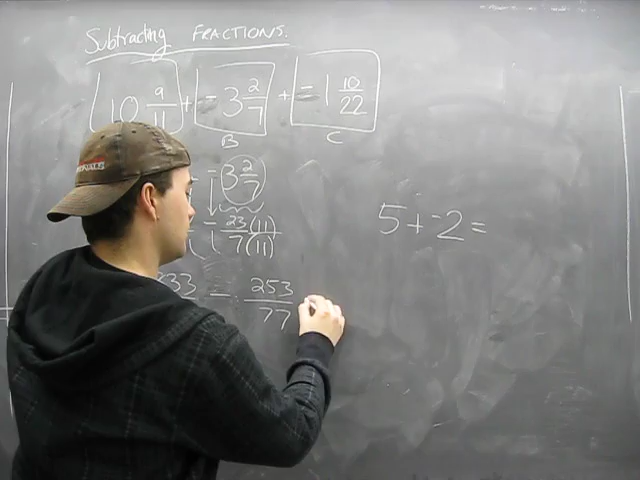 Subtracting FRACTIONS.
10 9/11 + - 3 2/7 + - 1 10/22
B C
- 3 2/7
- 23(11)/7(11)
5 + -2 =
833 - 253/77